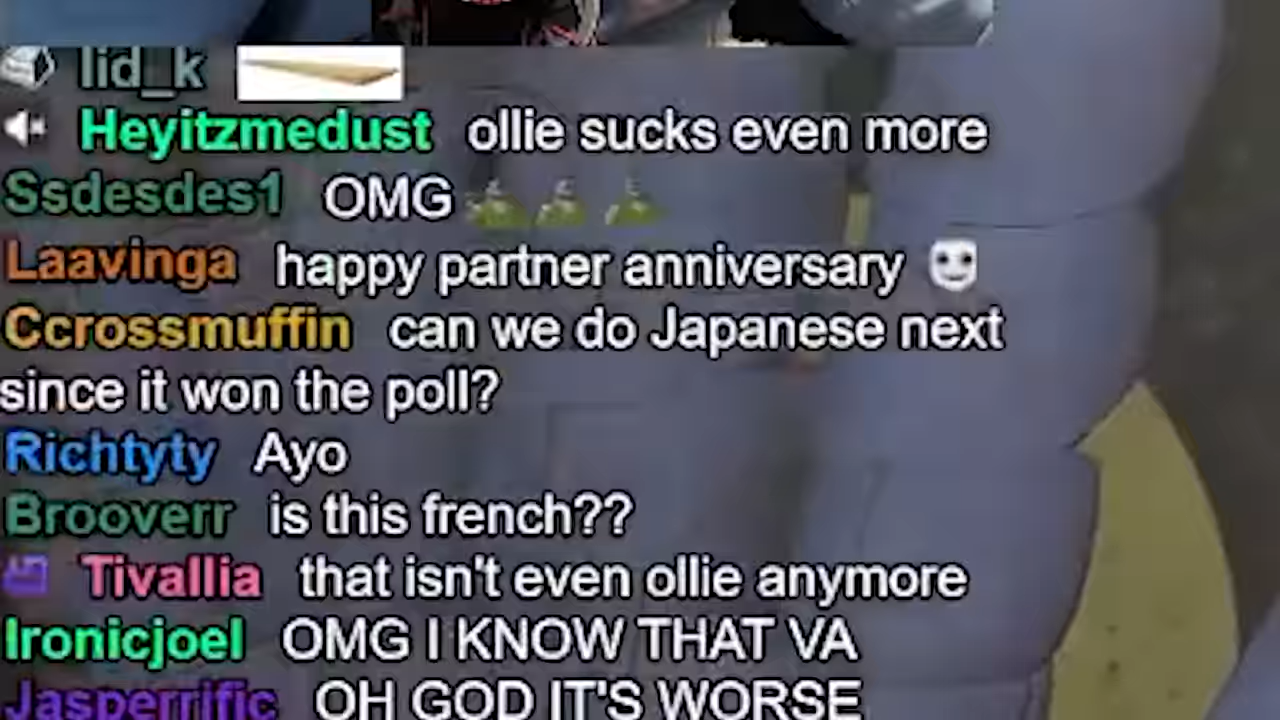 lid_k
Heyitzmedust ollie sucks even more
Ssdesdes1 OMG
Laavinga happy partner anniversary
Ccrossmuffin can we do Japanese next
since it won the poll?
Richtyty Ayo
Brooverr is this french??
Tivallia that isn't even ollie anymore
Ironicjoel OMG I KNOW THAT VA
Jasperrific OH GOD IT'S WORSE